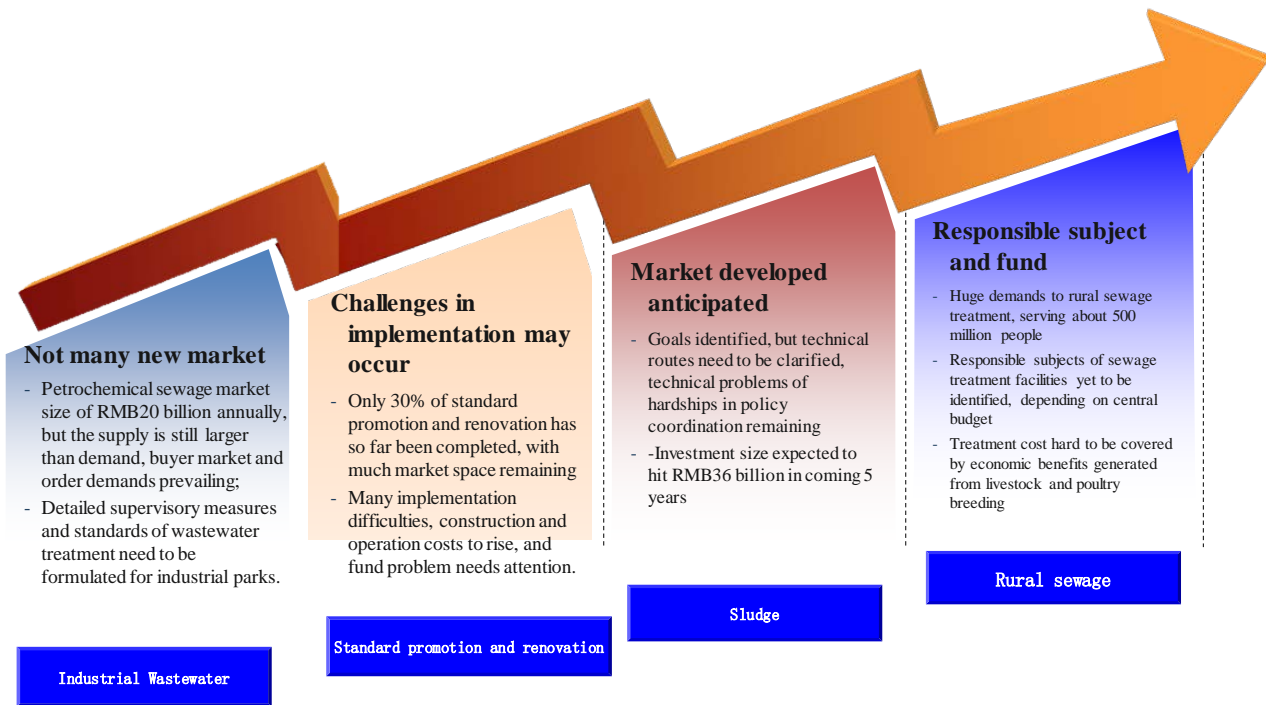 Not many new market
- Petrochemical sewage market
size of RMB20 billion annually,
but the supply is still larger
than demand, buyer market and
order demands prevailing;
- Detailed supervisory measures
and standards of wastewater
treatment need to be
formulated for industrial parks.
Industrial Wastewater
Challenges in
implementation may
occur
- Only 30% of standard
promotion and renovation has
so far been completed, with
much market space remaining
- Many implementation
difficulties, construction and
operation costs to rise, and
fund problem needs attention.
Standard promotion and renovation
Market developed
anticipated
- Goals identified, but technical
routes need to be clarified,
technical problems of
hardships in policy
coordination remaining
- -Investment size expected to
hit RMB36 billion in coming 5
years
Sludge
Responsible subject
and fund
- Huge demands to rural sewage
treatment, serving about 500
million people
- Responsible subjects of sewage
treatment facilities yet to be
identified, depending on central
budget
- Treatment cost hard to be covered
by economic benefits generated
from livestock and poultry
breeding
Rural sewage